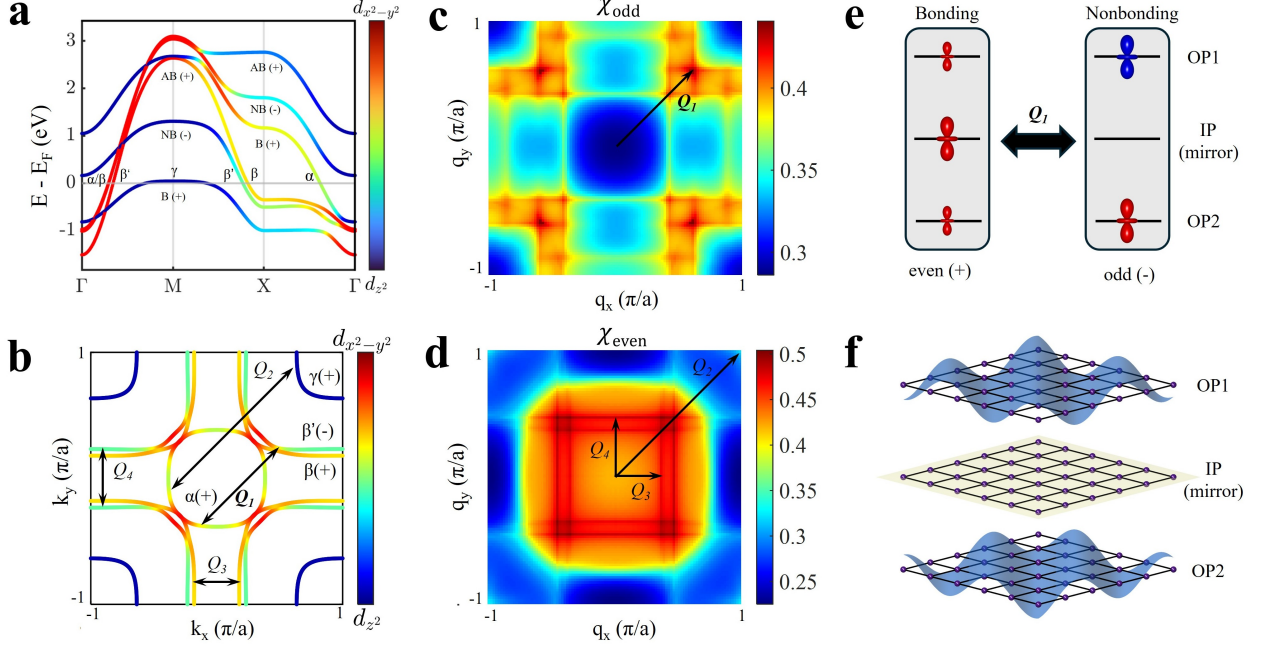 a
d_{x²−y²}
3
2
1
0
-1
E - E_F (eV)
AB (+)
AB (+)
NB (-)
NB (-)
B (+)
α/β
β'
γ
β'
β
α
B (+)
Γ
M
X
Γ
d_{z²}
c
χ_odd
1
q_y (π/a)
-1
Q_1
-1
q_x (π/a)
1
0.4
0.3
e
Bonding
Nonbonding
OP1
Q_1
IP
(mirror)
OP2
even (+)
odd (-)
b
d_{x²−y²}
1
k_y (π/a)
-1
Q_2
γ(+)
β'(-)
β(+)
Q_4
α(+)
Q_1
Q_3
-1
k_x (π/a)
1
d_{z²}
d
χ_even
1
q_y (π/a)
-1
Q_2
Q_4
Q_3
-1
q_x (π/a)
1
0.5
0.45
0.4
0.35
0.3
0.25
f
OP1
IP
(mirror)
OP2